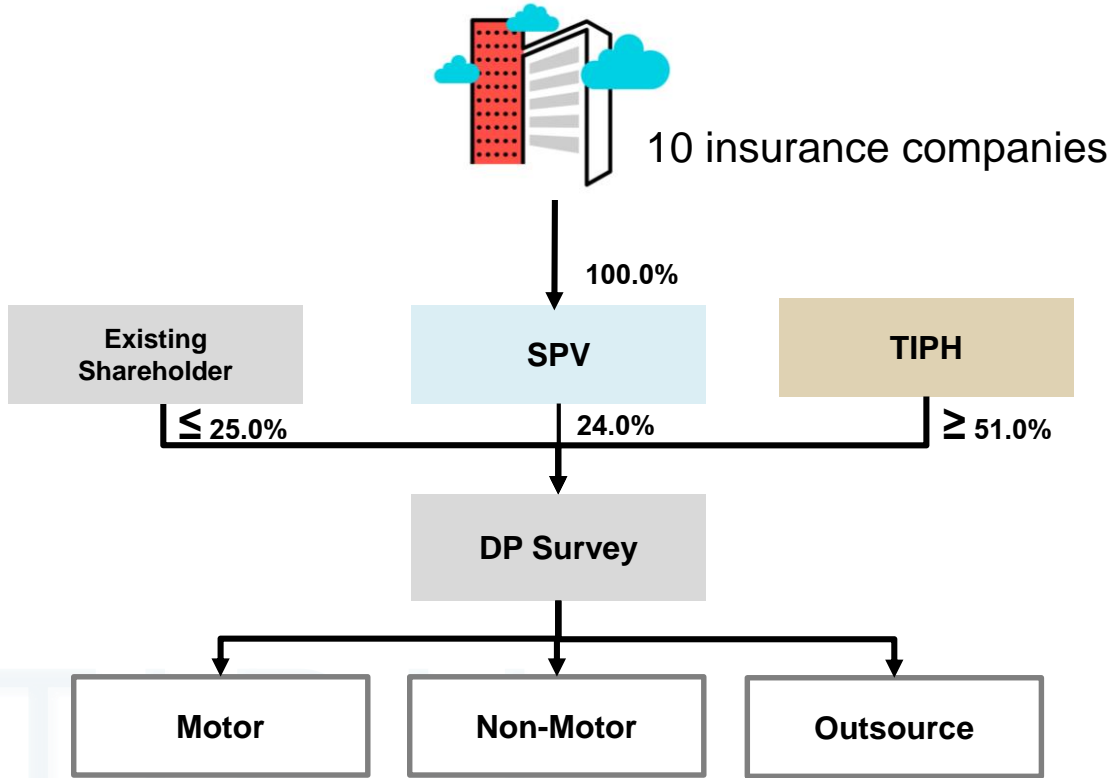 10 insurance companies
100.0%
Existing
Shareholder
SPV
TIPH
≤ 25.0%
24.0%
≥ 51.0%
DP Survey
Motor
Non-Motor
Outsource